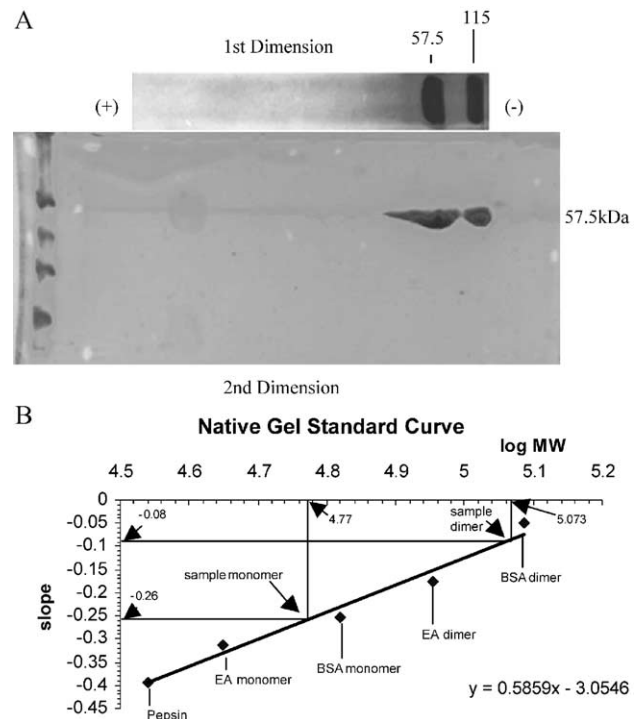 A
1st Dimension
57.5
115
(+)
(-)
57.5kDa
2nd Dimension
B
Native Gel Standard Curve
log MW
4.5 4.6 4.7 4.8 4.9 5 5.1 5.2
0
-0.05
-0.1
-0.15
-0.2
-0.25
-0.3
-0.35
-0.4
-0.45
slope
-0.08
4.77
sample
dimer
5.073
sample monomer
-0.26
BSA dimer
EA dimer
BSA monomer
EA monomer
Pepsin
y = 0.5859x - 3.0546